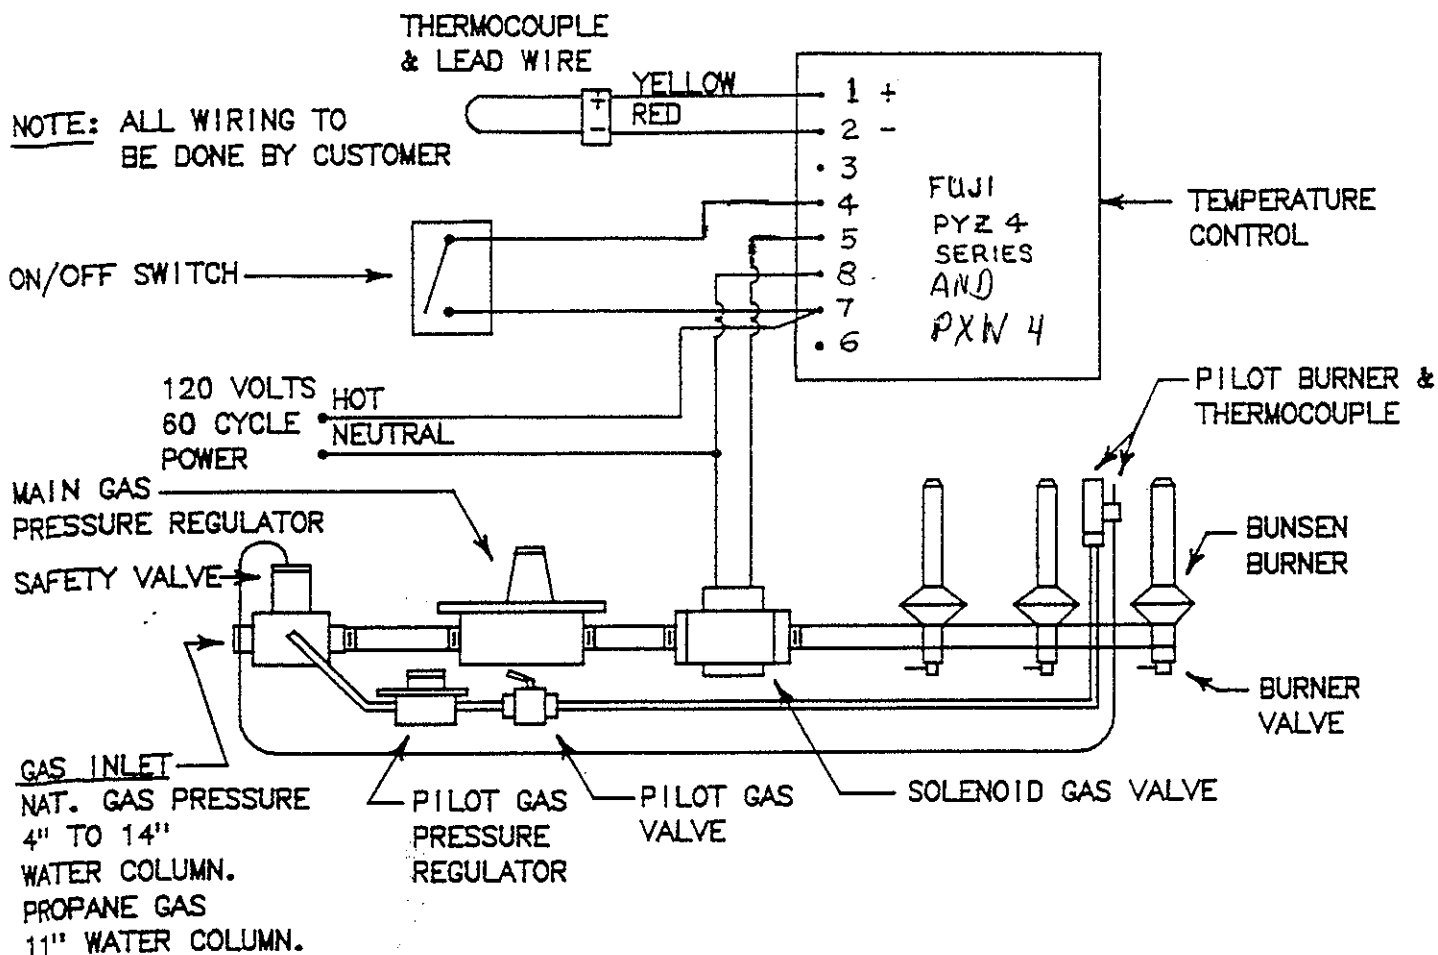 THERMOCOUPLE
& LEAD WIRE
YELLOW
RED
+
−
NOTE: ALL WIRING TO
BE DONE BY CUSTOMER
1 +
2 −
3
4
5
8
7
6
FUJI
PYZ 4
SERIES
AND
PXW 4
TEMPERATURE
CONTROL
ON/OFF SWITCH
120 VOLTS
60 CYCLE
POWER
HOT
NEUTRAL
PILOT BURNER &
THERMOCOUPLE
MAIN GAS
PRESSURE REGULATOR
SAFETY VALVE
BUNSEN
BURNER
BURNER
VALVE
GAS INLET
NAT. GAS PRESSURE
4" TO 14"
WATER COLUMN.
PROPANE GAS
11" WATER COLUMN.
PILOT GAS
PRESSURE
REGULATOR
PILOT GAS
VALVE
SOLENOID GAS VALVE